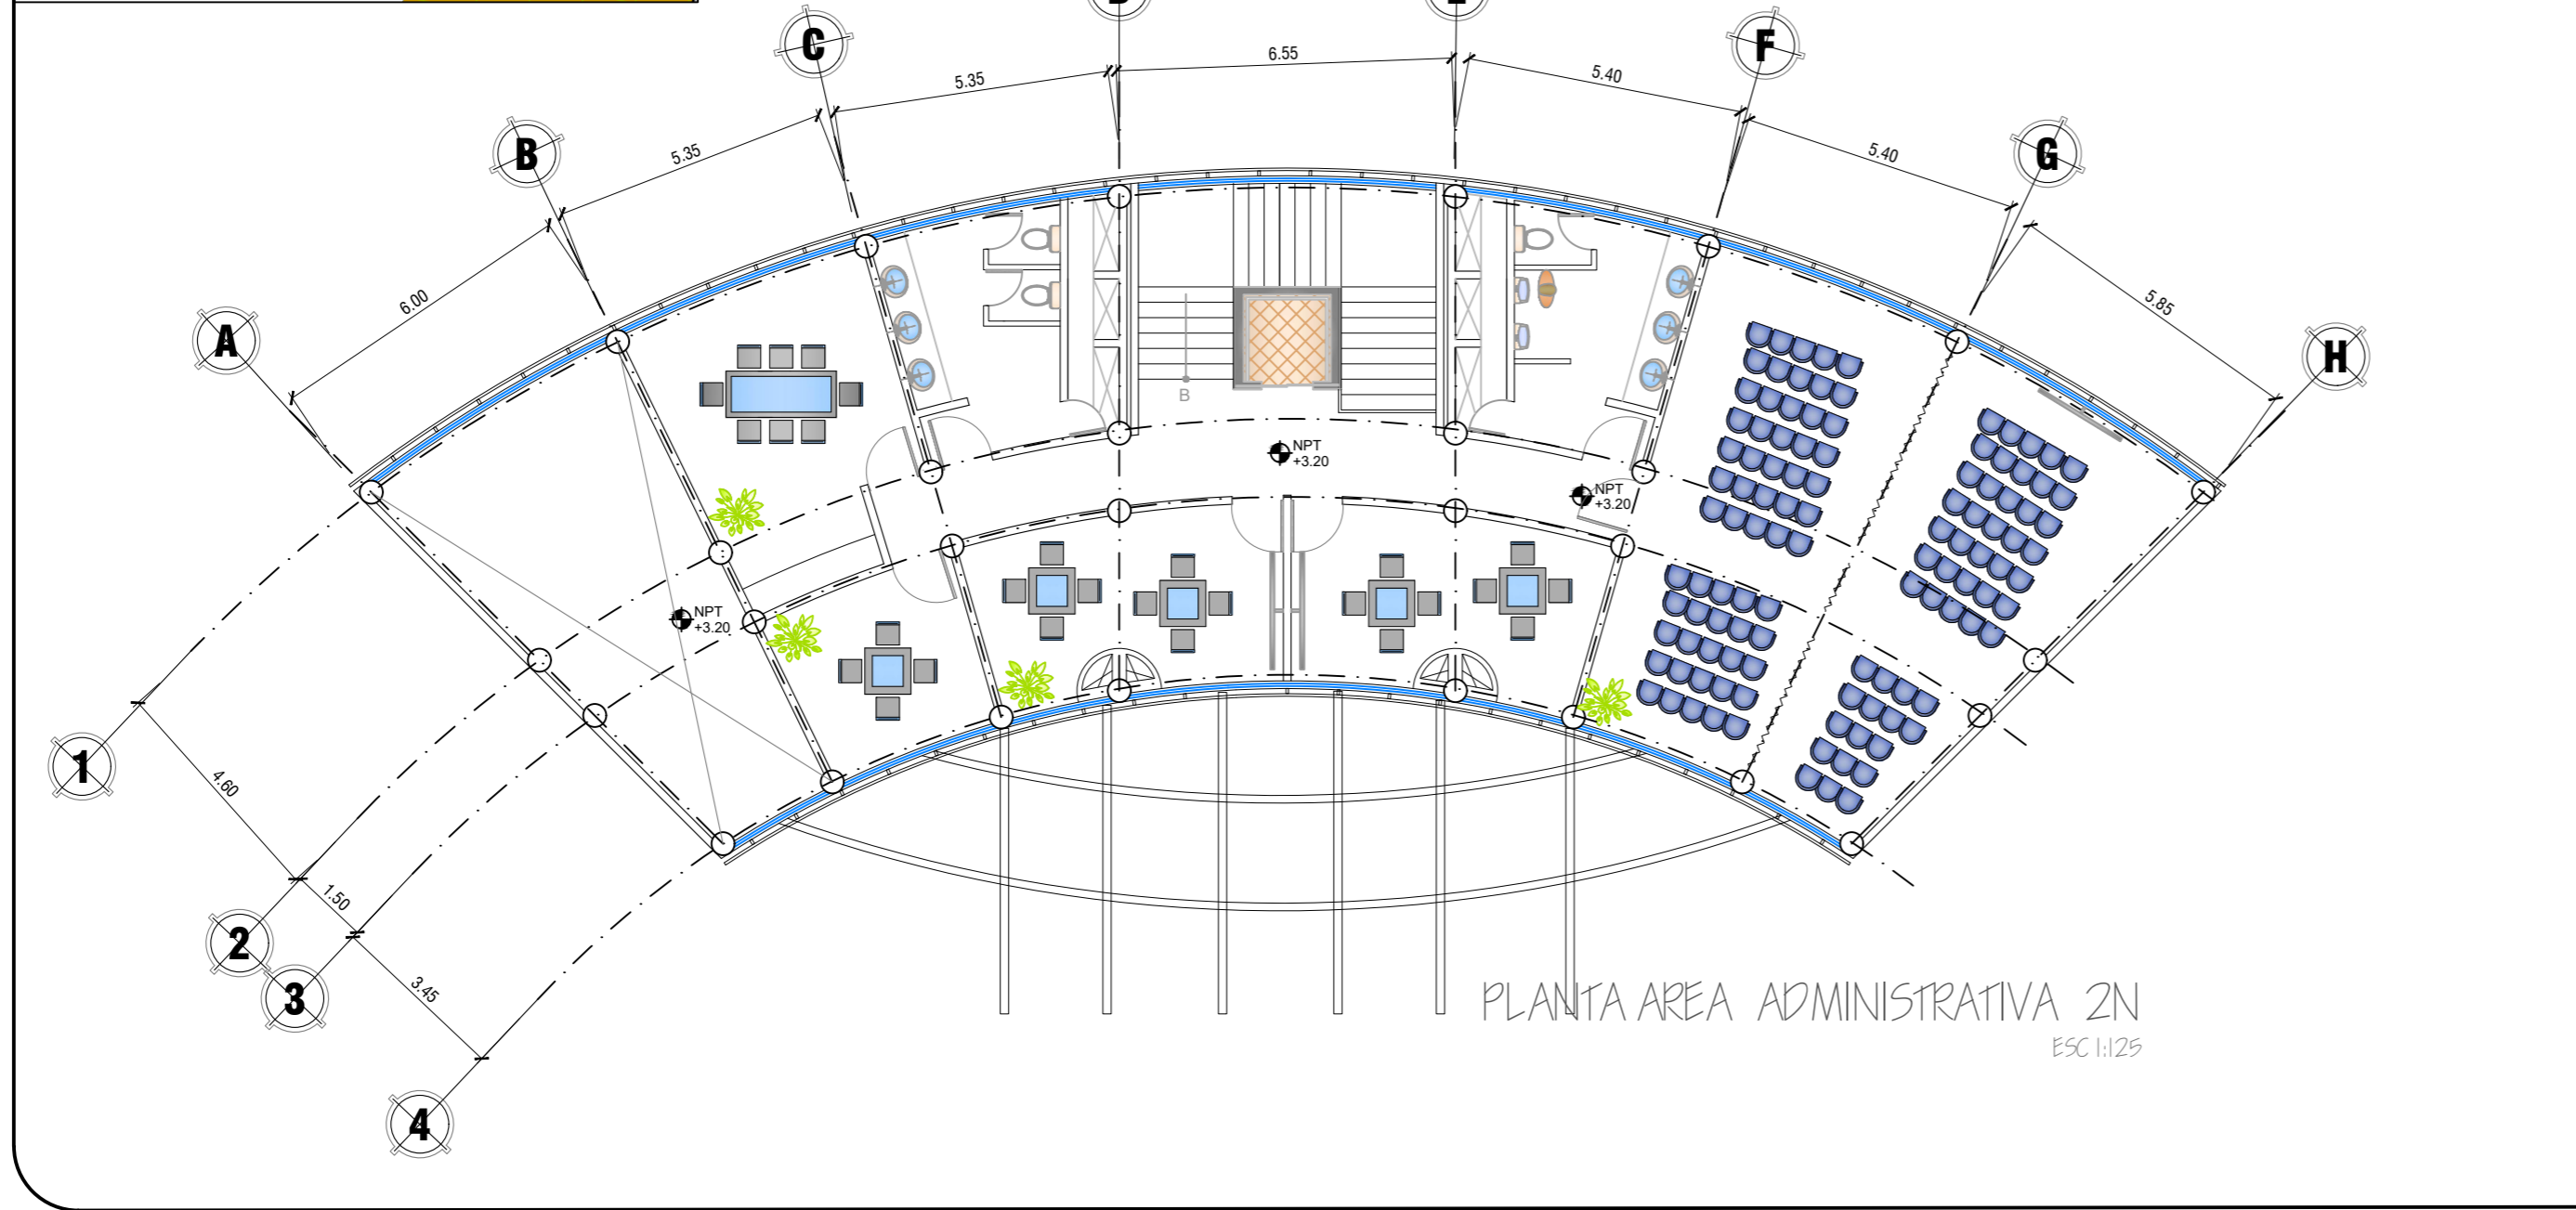 C
F
B
G
A
H
5.35
6.55
5.40
5.35
5.40
6.00
5.85
B
NPT
+3.20
NPT
+3.20
NPT
+3.20
1
4.60
1.50
2
3
3.45
4
PLANTA AREA ADMINISTRATIVA 2N
ESC 1:125